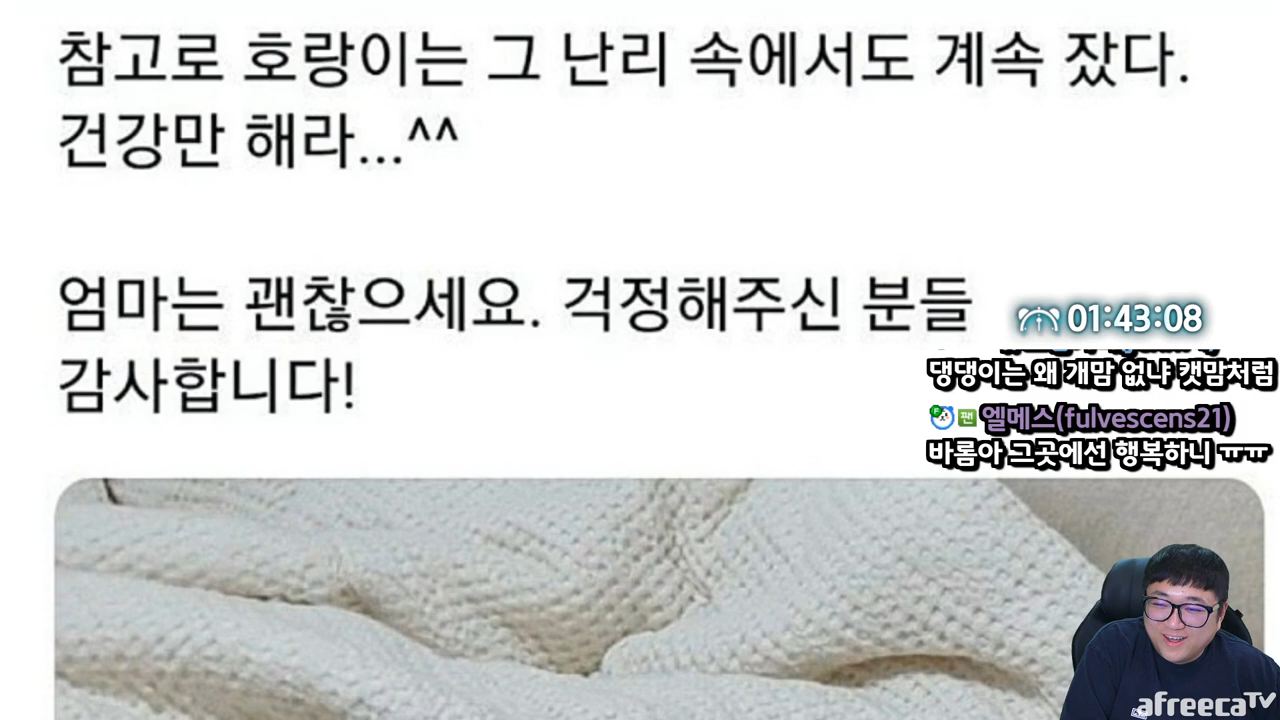 참고로 호랑이는 그 난리 속에서도 계속 잤다.
건강만 해라...^^
엄마는 괜찮으세요. 걱정해주신 분들
감사합니다!
01:43:08
댕댕이는 왜 개맘 없냐 캣맘처럼
F 팬 엘메스(fulvescens21)
바롬아 그곳에선 행복하니 ㅠㅠ
afreecaTV